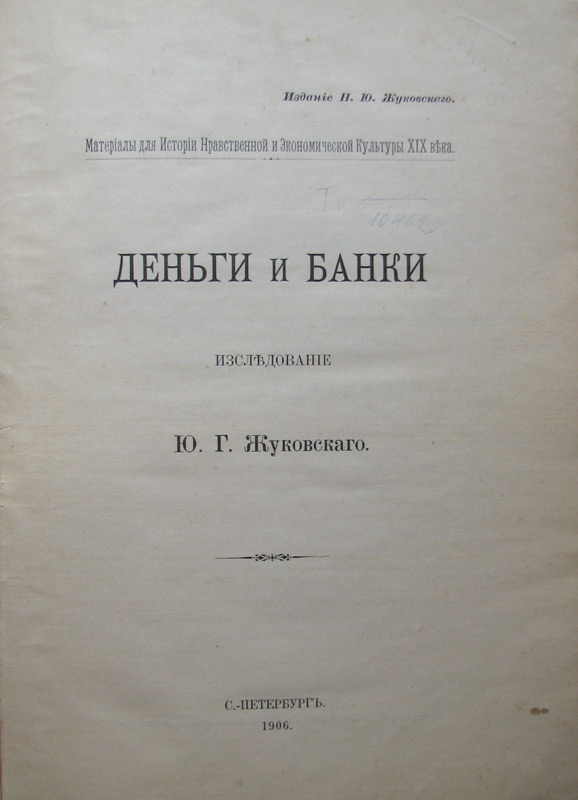 Изданіе Н. Ю. Жуковскаго.
Матеріалы для Исторіи Нравственной и Экономической Культуры XIX вѣка.
ДЕНЬГИ и БАНКИ
ИЗСЛѢДОВАНІЕ
Ю. Г. Жуковскаго.
С.-ПЕТЕРБУРГЪ.
1906.